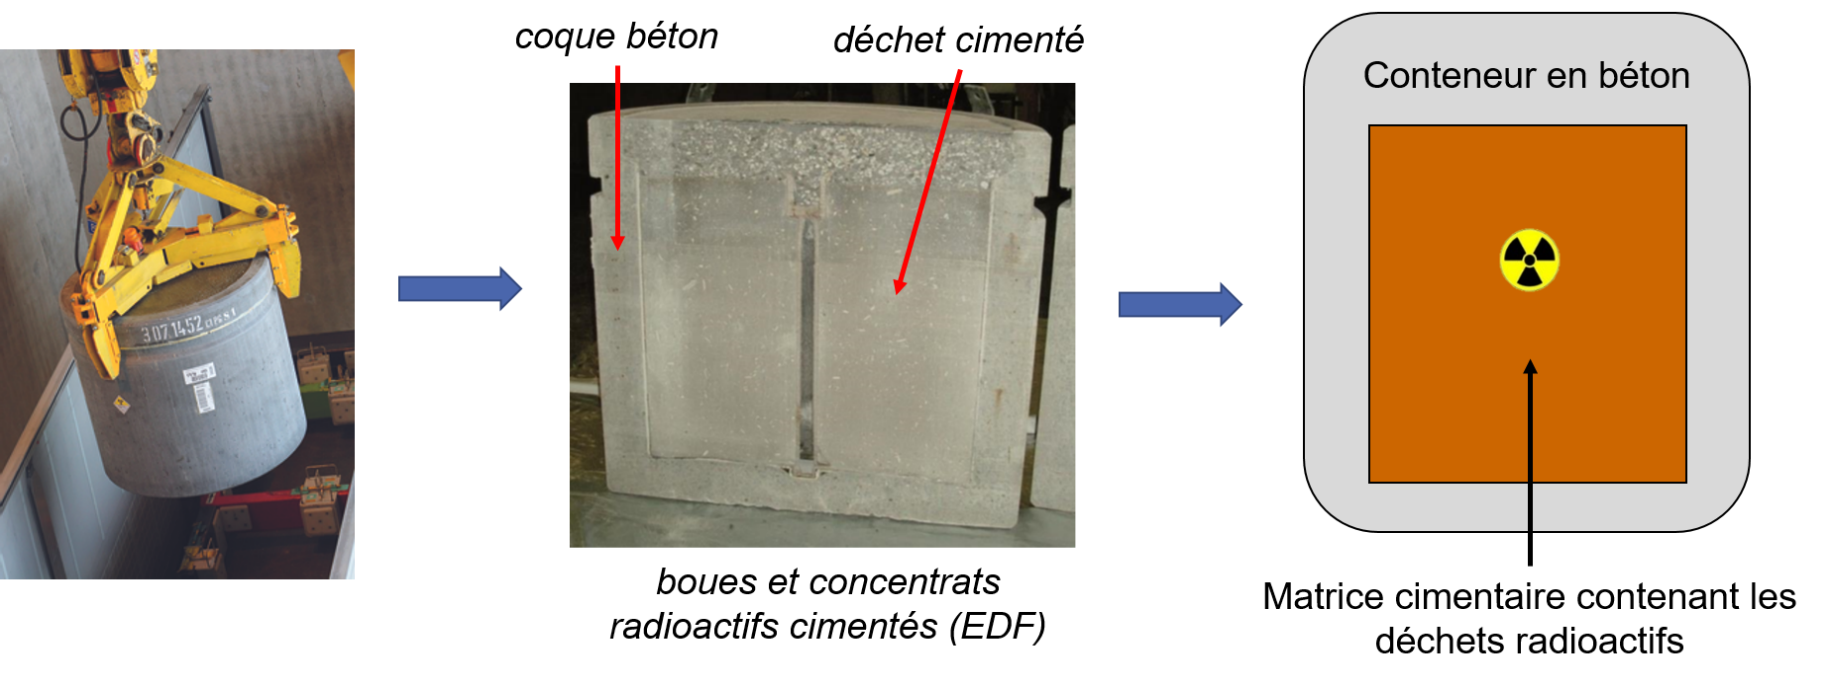 coque béton
déchet cimenté
Conteneur en béton
boues et concentrats
radioactifs cimentés (EDF)
Matrice cimentaire contenant les
déchets radioactifs